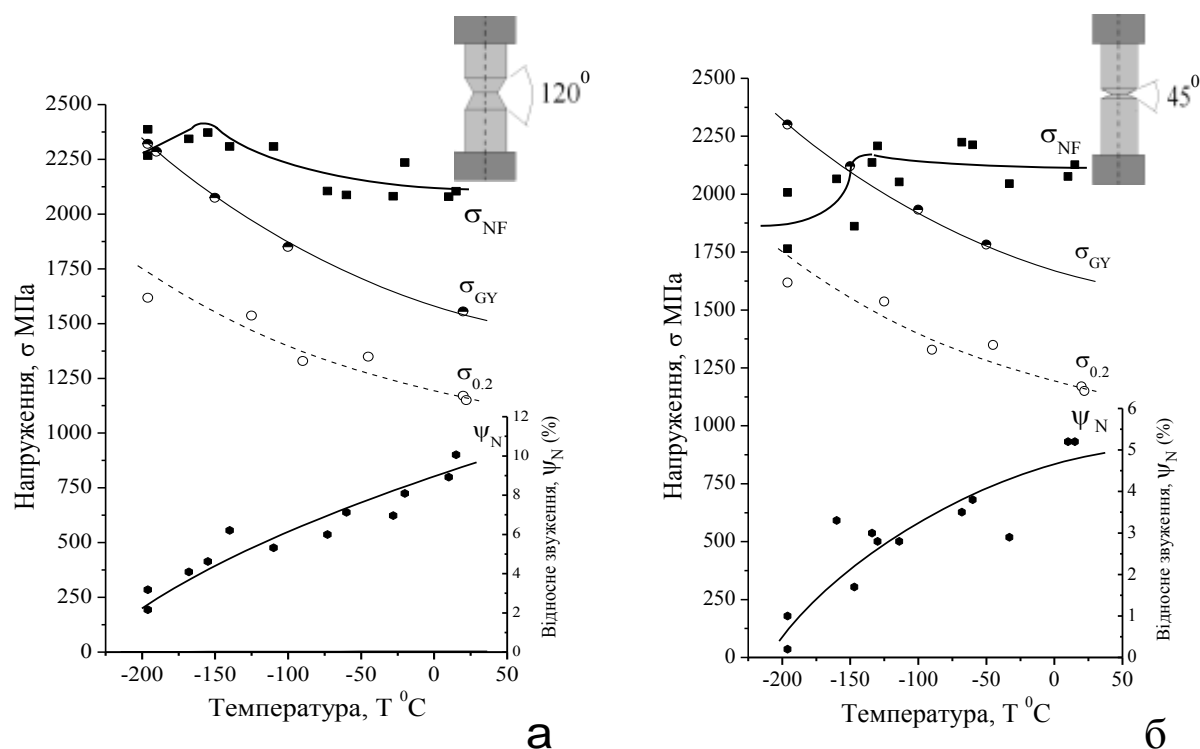 120⁰
2500
2250
2000
1750
1500
1250
1000
750
500
250
0
Напруження, σ МПа
σNF
σGY
σ0.2
ψN
12
10
8
6
4
2
0
Відносне звуження, ψN (%)
-200 -150 -100 -50 0 50
Температура, T ⁰C
а
45⁰
2500
2250
2000
1750
1500
1250
1000
750
500
250
0
Напруження, σ МПа
σNF
σGY
σ0.2
ψN
6
5
4
3
2
1
0
Відносне звуження, ψN (%)
-200 -150 -100 -50 0 50
Температура, T ⁰C
б